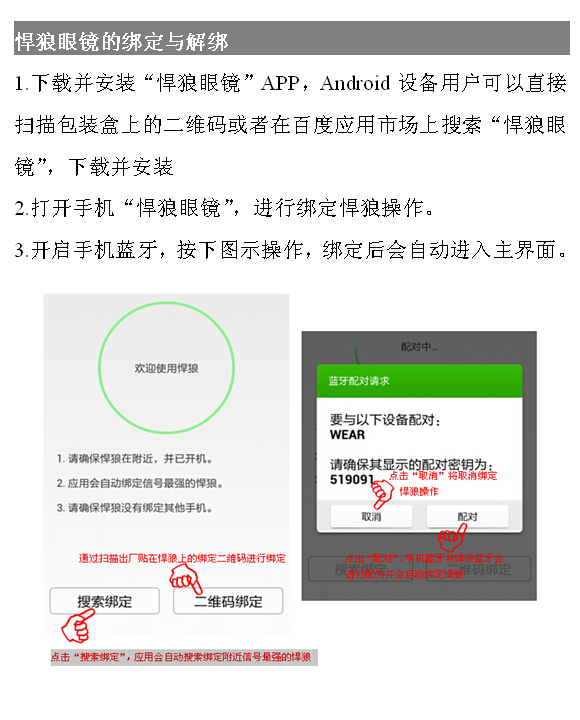 悍狼眼镜的绑定与解绑
1.下载并安装“悍狼眼镜”APP，Android 设备用户可以直接
扫描包装盒上的二维码或者在百度应用市场上搜索“悍狼眼
镜”，下载并安装
2.打开手机“悍狼眼镜”，进行绑定悍狼操作。
3.开启手机蓝牙，按下图示操作，绑定后会自动进入主界面。
欢迎使用悍狼
1. 请确保悍狼在附近，并已开机。
2. 应用会自动绑定信号最强的悍狼。
3. 请确保悍狼没有绑定其他手机。
通过扫描出厂贴在悍狼上的绑定二维码进行绑定
搜索绑定
二维码绑定
点击“搜索绑定”，应用会自动搜索绑定附近信号最强的悍狼
配对中...
蓝牙配对请求
要与以下设备配对：
WEAR
请确保其显示的配对密钥为：
519091
点击“取消”将取消绑定
悍狼操作
取消
配对
点击“配对”，手机蓝牙与悍狼蓝牙会
进行配对并会自动绑定悍狼